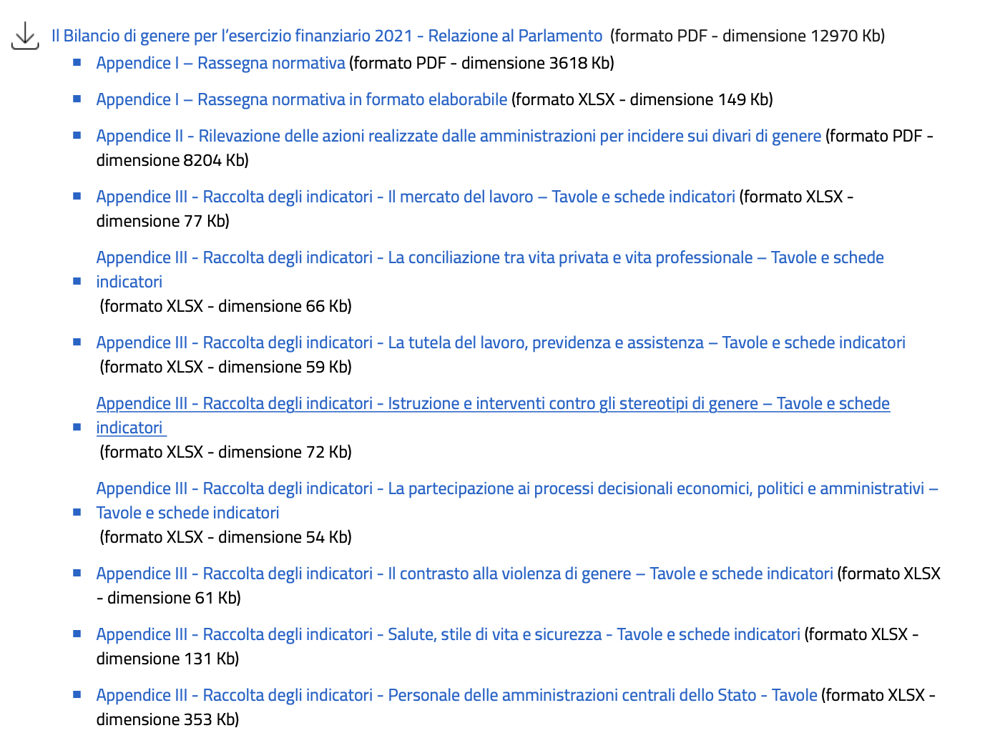 Il Bilancio di genere per l’esercizio finanziario 2021 - Relazione al Parlamento (formato PDF - dimensione 12970 Kb)
Appendice I – Rassegna normativa (formato PDF - dimensione 3618 Kb)
Appendice I – Rassegna normativa in formato elaborabile (formato XLSX - dimensione 149 Kb)
Appendice II - Rilevazione delle azioni realizzate dalle amministrazioni per incidere sui divari di genere (formato PDF -
dimensione 8204 Kb)
Appendice III - Raccolta degli indicatori - Il mercato del lavoro – Tavole e schede indicatori (formato XLSX -
dimensione 77 Kb)
Appendice III - Raccolta degli indicatori - La conciliazione tra vita privata e vita professionale – Tavole e schede
indicatori
(formato XLSX - dimensione 66 Kb)
Appendice III - Raccolta degli indicatori - La tutela del lavoro, previdenza e assistenza – Tavole e schede indicatori
(formato XLSX - dimensione 59 Kb)
Appendice III - Raccolta degli indicatori - Istruzione e interventi contro gli stereotipi di genere – Tavole e schede
indicatori
(formato XLSX - dimensione 72 Kb)
Appendice III - Raccolta degli indicatori - La partecipazione ai processi decisionali economici, politici e amministrativi –
Tavole e schede indicatori
(formato XLSX - dimensione 54 Kb)
Appendice III - Raccolta degli indicatori - Il contrasto alla violenza di genere – Tavole e schede indicatori (formato XLSX
- dimensione 61 Kb)
Appendice III - Raccolta degli indicatori - Salute, stile di vita e sicurezza - Tavole e schede indicatori (formato XLSX -
dimensione 131 Kb)
Appendice III - Raccolta degli indicatori - Personale delle amministrazioni centrali dello Stato - Tavole (formato XLSX -
dimensione 353 Kb)